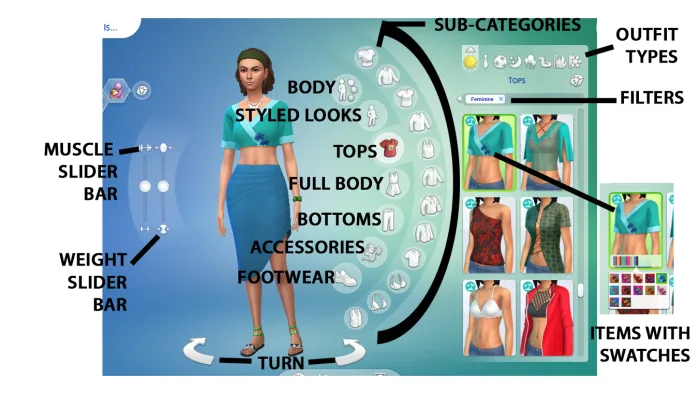 Is...
SUB-CATEGORIES
OUTFIT
TYPES
TOPS
FILTERS
Feminine X
BODY
STYLED LOOKS
TOPS
FULL BODY
BOTTOMS
ACCESSORIES
FOOTWEAR
MUSCLE
SLIDER
BAR
WEIGHT
SLIDER
BAR
TURN
ITEMS WITH
SWATCHES